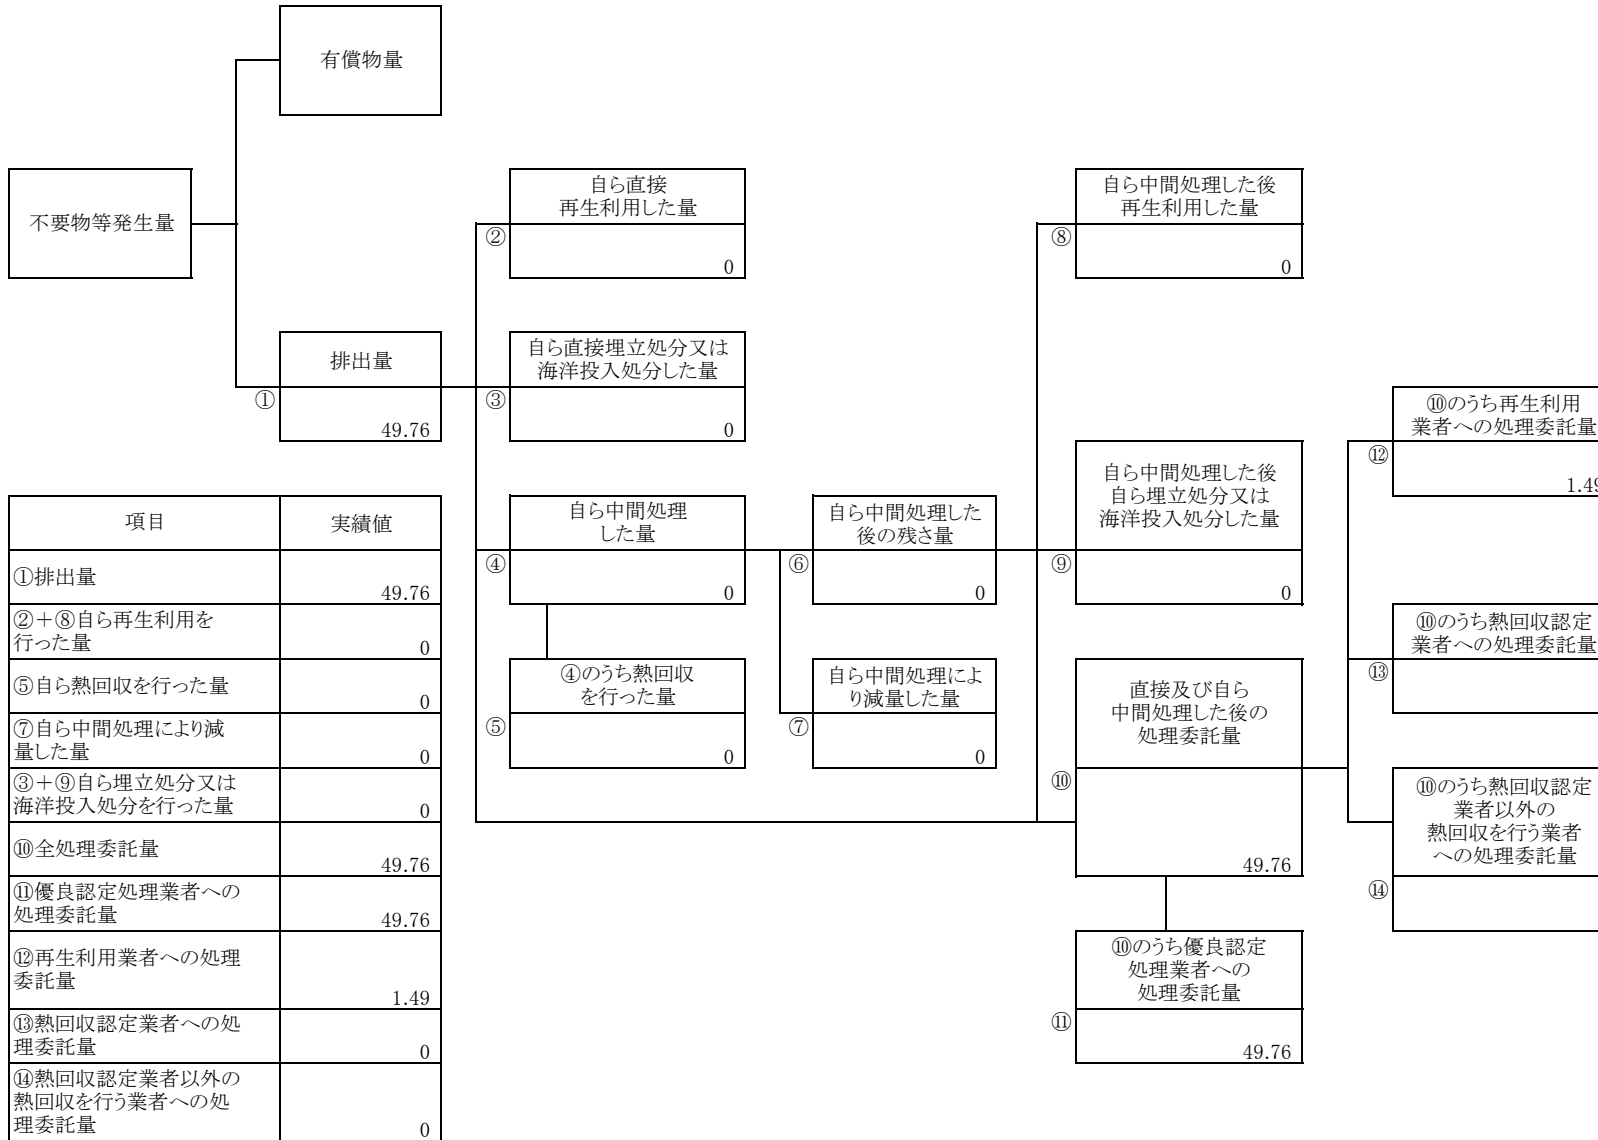 有償物量
不要物等発生量
排出量
①
49.76
自ら直接
再生利用した量
②
0
自ら直接埋立処分又は
海洋投入処分した量
③
0
自ら中間処理
した量
④
0
④のうち熱回収
を行った量
⑤
0
自ら中間処理した
後の残さ量
⑥
0
自ら中間処理によ
り減量した量
⑦
0
自ら中間処理した後
再生利用した量
⑧
0
自ら中間処理した後
自ら埋立処分又は
海洋投入処分した量
⑨
0
直接及び自ら
中間処理した後の
処理委託量
⑩
49.76
⑩のうち優良認定
処理業者への
処理委託量
⑪
49.76
⑩のうち再生利用
業者への処理委託量
⑫
1.49
⑩のうち熱回収認定
業者への処理委託量
⑬
⑩のうち熱回収認定
業者以外の
熱回収を行う業者
への処理委託量
⑭
項目 実績値
①排出量 49.76
②+⑧自ら再生利用を
行った量 0
⑤自ら熱回収を行った量 0
⑦自ら中間処理により減
量した量 0
③+⑨自ら埋立処分又は
海洋投入処分を行った量 0
⑩全処理委託量 49.76
⑪優良認定処理業者への
処理委託量 49.76
⑫再生利用業者への処理
委託量 1.49
⑬熱回収認定業者への処
理委託量 0
⑭熱回収認定業者以外の
熱回収を行う業者への処
理委託量 0